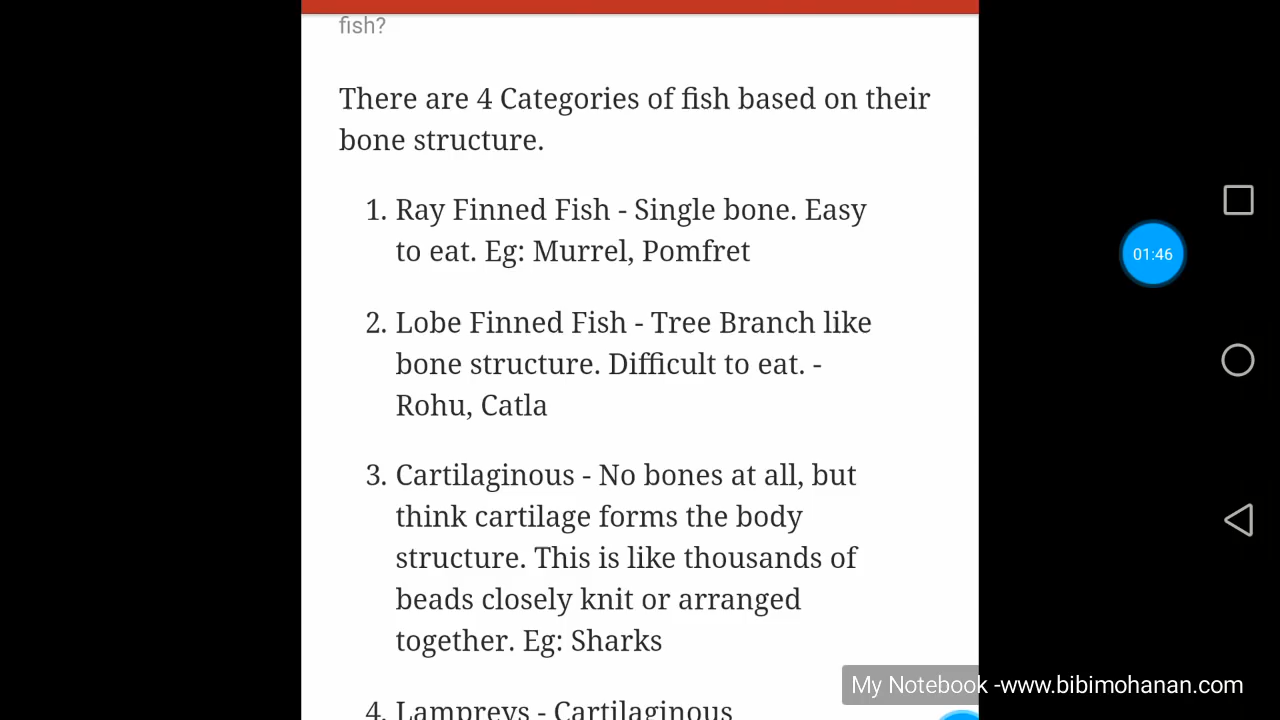 fish?
There are 4 Categories of fish based on their
bone structure.
1. Ray Finned Fish - Single bone. Easy
to eat. Eg: Murrel, Pomfret
2. Lobe Finned Fish - Tree Branch like
bone structure. Difficult to eat. -
Rohu, Catla
3. Cartilaginous - No bones at all, but
think cartilage forms the body
structure. This is like thousands of
beads closely knit or arranged
together. Eg: Sharks
4. Lampreys - Cartilaginous
01:46
My Notebook -www.bibimohanan.com